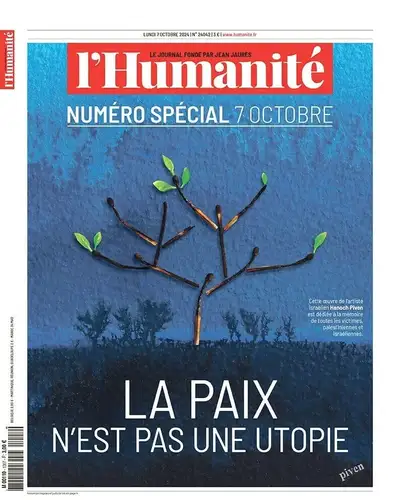 LUNDI 7 OCTOBRE 2024 | N° 24042 | 3 € | www.humanite.fr
LE JOURNAL FONDÉ PAR JEAN JAURÈS
l'Humanité
NUMÉRO SPÉCIAL 7 OCTOBRE
Cette œuvre de l'artiste
israélien Hanoch Piven
est dédiée à la mémoire
de toutes les victimes,
palestiniennes et
israéliennes.
LA PAIX
N'EST PAS UNE UTOPIE
piven
l'Humanité